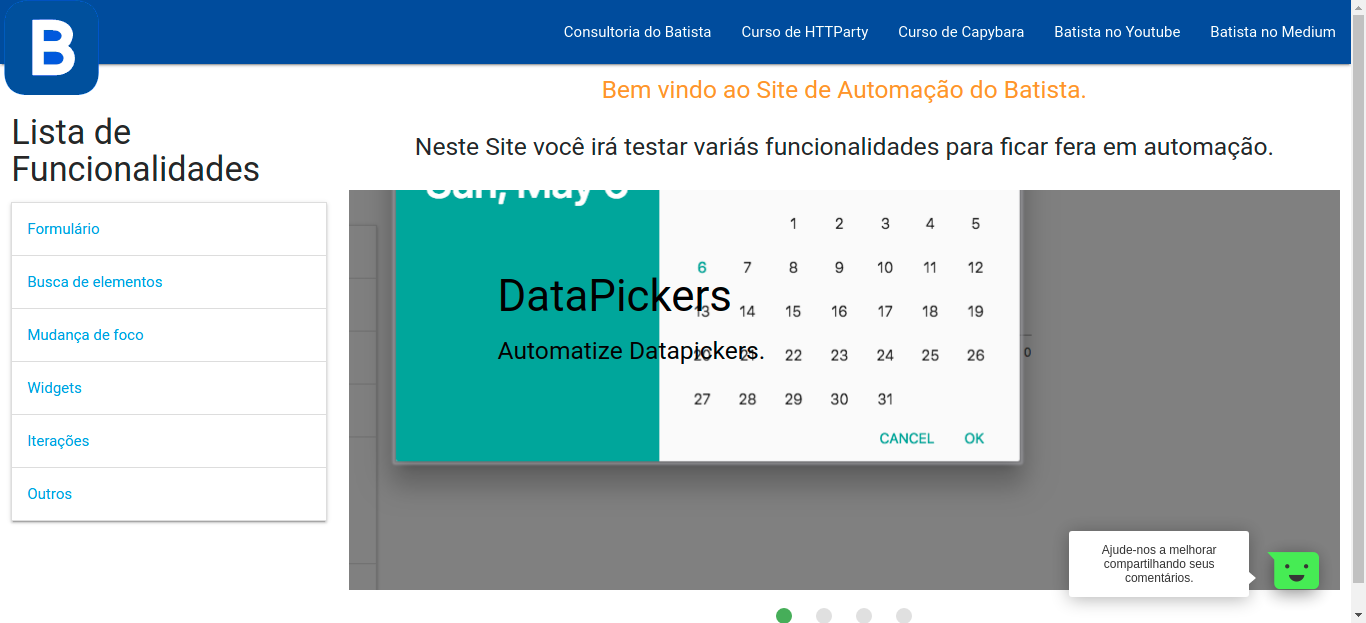 B
Consultoria do Batista Curso de HTTParty Curso de Capybara Batista no Youtube Batista no Medium
Bem vindo ao Site de Automação do Batista.
Neste Site você irá testar variás funcionalidades para ficar fera em automação.
Lista de
Funcionalidades
Formulário
Busca de elementos
Mudança de foco
Widgets
Iterações
Outros
Sun, May 6
1 2 3 4 5
6 7 8 9 10 11 12
DataPickers
13 14 15 16 17 18 19
Automatize Datapickers.
20 21 22 23 24 25 26
0
27 28 29 30 31
CANCEL OK
Ajude-nos a melhorar
compartilhando seus
comentários.